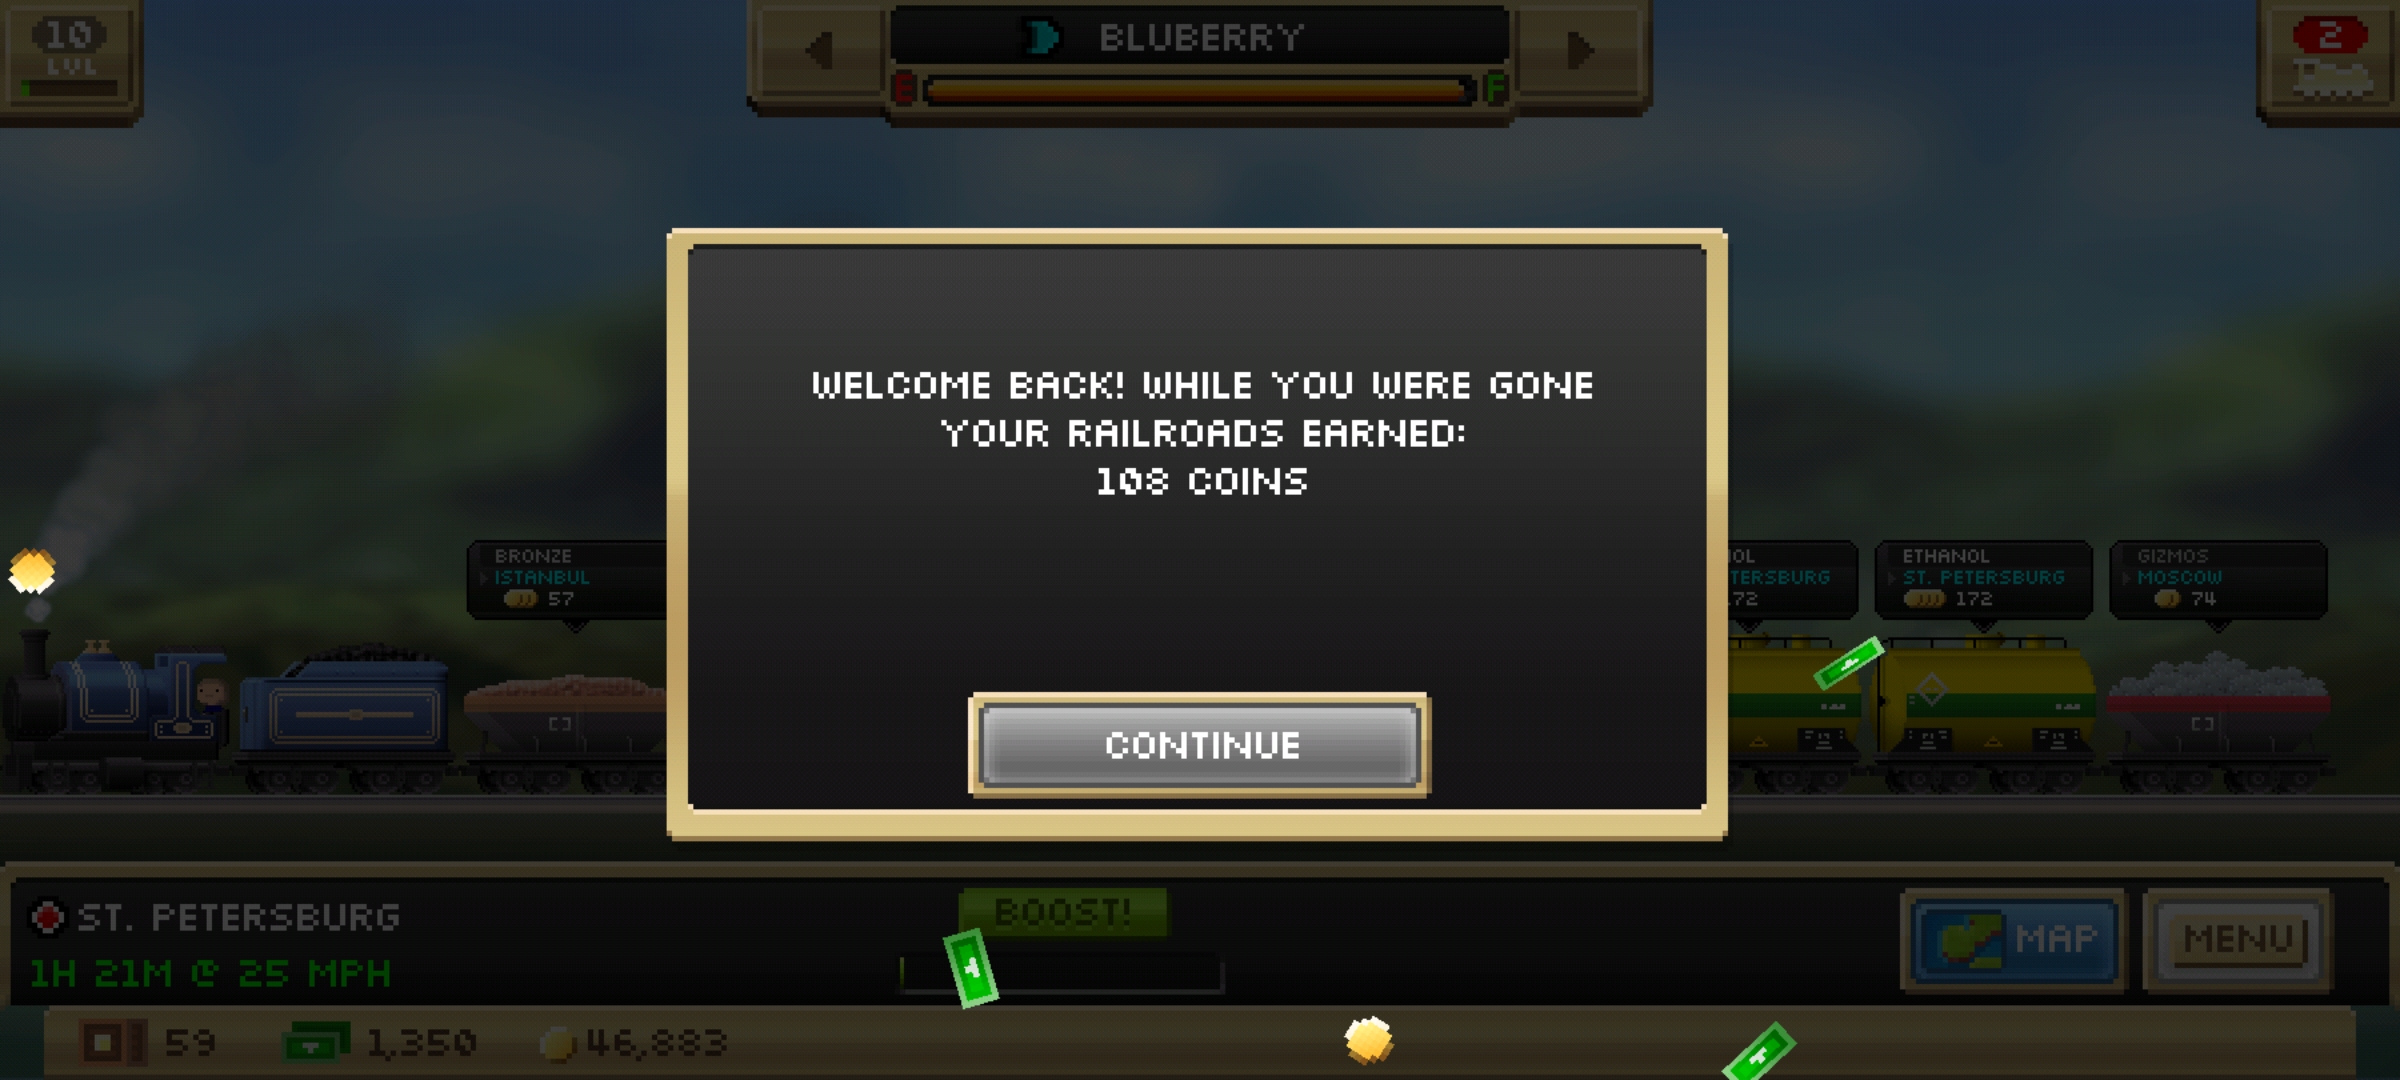 10
LVL
BLUBERRY
E
F
2
WELCOME BACK! WHILE YOU WERE GONE
YOUR RAILROADS EARNED:
108 COINS
CONTINUE
BRONZE
ISTANBUL
57
ETHANOL
ST. PETERSBURG
172
GIZMOS
MOSCOW
74
ST. PETERSBURG
1H 21M @ 25 MPH
BOOST!
MAP
MENU
59
1,350
46,883